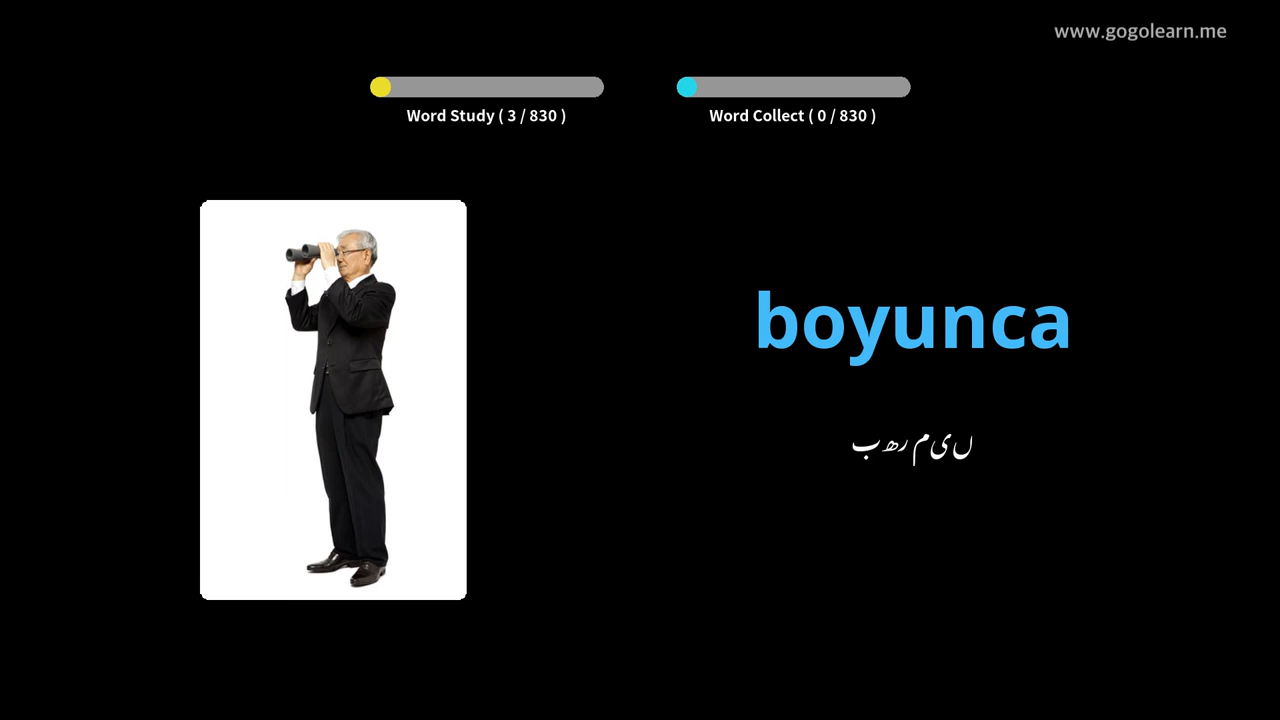 www.gogolearn.me
Word Study ( 3 / 830 )
Word Collect ( 0 / 830 )
boyunca
بھر میں